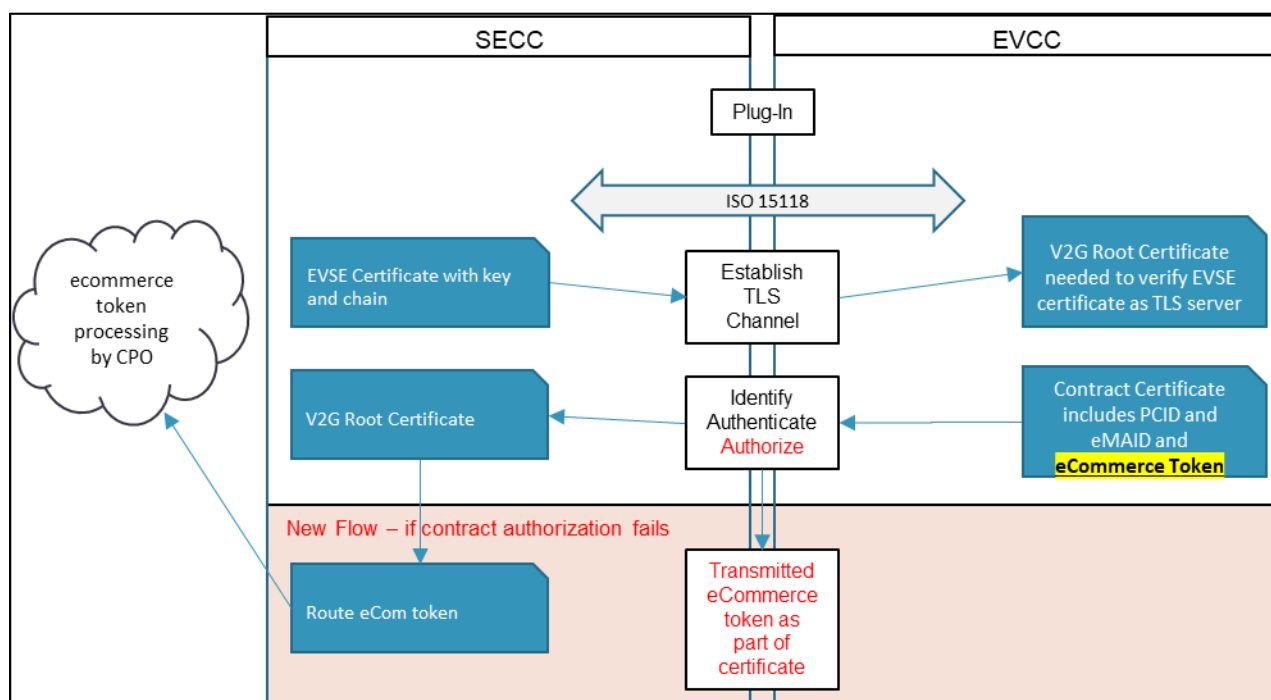 SECC
EVCC
Plug-In
ISO 15118
EVSE Certificate with key
and chain
Establish
TLS
Channel
V2G Root Certificate
needed to verify EVSE
certificate as TLS server
ecommerce
token
processing
by CPO
V2G Root Certificate
Identify
Authenticate
Authorize
Contract Certificate
includes PCID and
eMAID and
eCommerce Token
New Flow – if contract authorization fails
Route eCom token
Transmitted
eCommerce
token as
part of
certificate